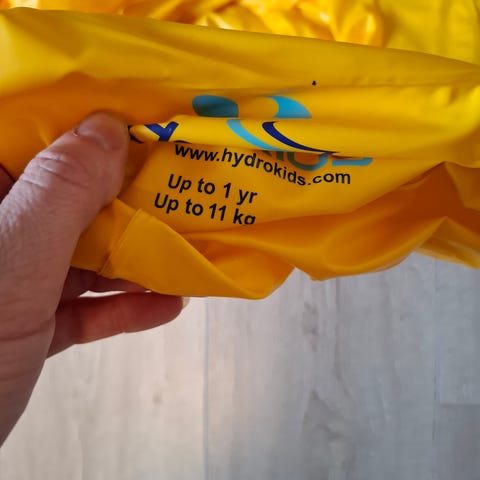 www.hydrokids.com
Up to 1 yr
Up to 11 kg